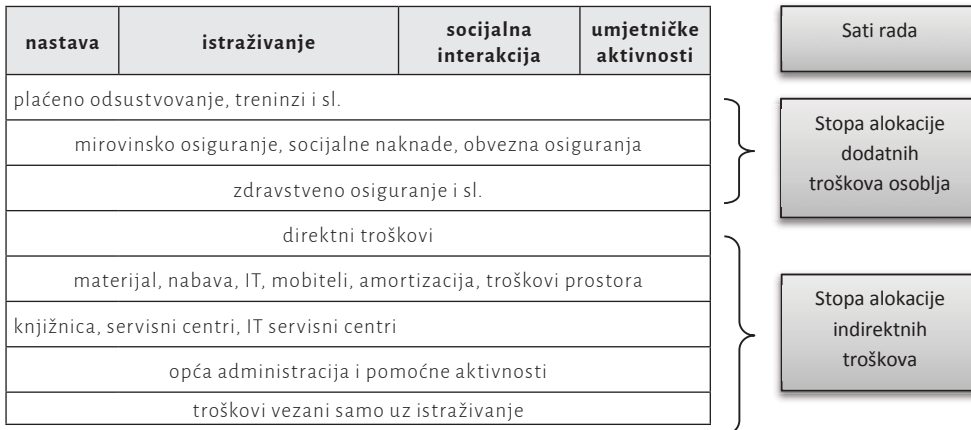 nastava
istraživanje
socijalna
interakcija
umjetničke
aktivnosti
Sati rada
plaćeno odsustvovanje, treninzi i sl.
mirovinsko osiguranje, socijalne naknade, obvezna osiguranja
zdravstveno osiguranje i sl.
Stopa alokacije
dodatnih
troškova osoblja
direktni troškovi
materijal, nabava, IT, mobiteli, amortizacija, troškovi prostora
knjižnica, servisni centri, IT servisni centri
opća administracija i pomoćne aktivnosti
troškovi vezani samo uz istraživanje
Stopa alokacije
indirektnih
troškova